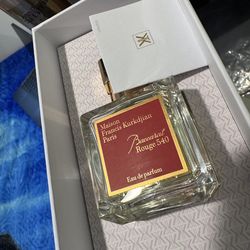 Maison
Francis Kurkdjian
Paris
Baccarat
Rouge 540
Eau de parfum